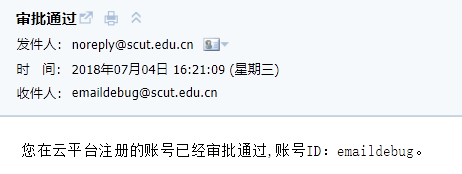 审批通过
发件人：noreply@scut.edu.cn
时　间：2018年07月04日 16:21:09 (星期三)
收件人：emaildebug@scut.edu.cn
您在云平台注册的账号已经审批通过,账号ID：emaildebug。